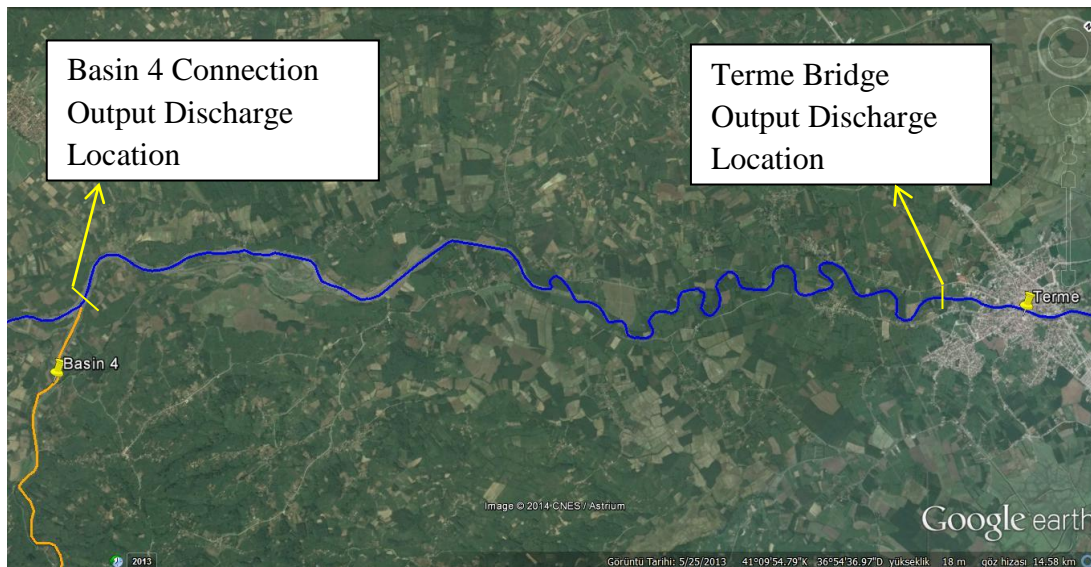 Basin 4 Connection
Output Discharge
Location
Terme Bridge
Output Discharge
Location
Terme
Basin 4
Image © 2014 CNES / Astrium
Google earth
2013
Görüntü Tarihi: 5/25/2013 41°09'54.79"K 36°54'36.97"D yükseklik 18 m göz hizası 14.58 km